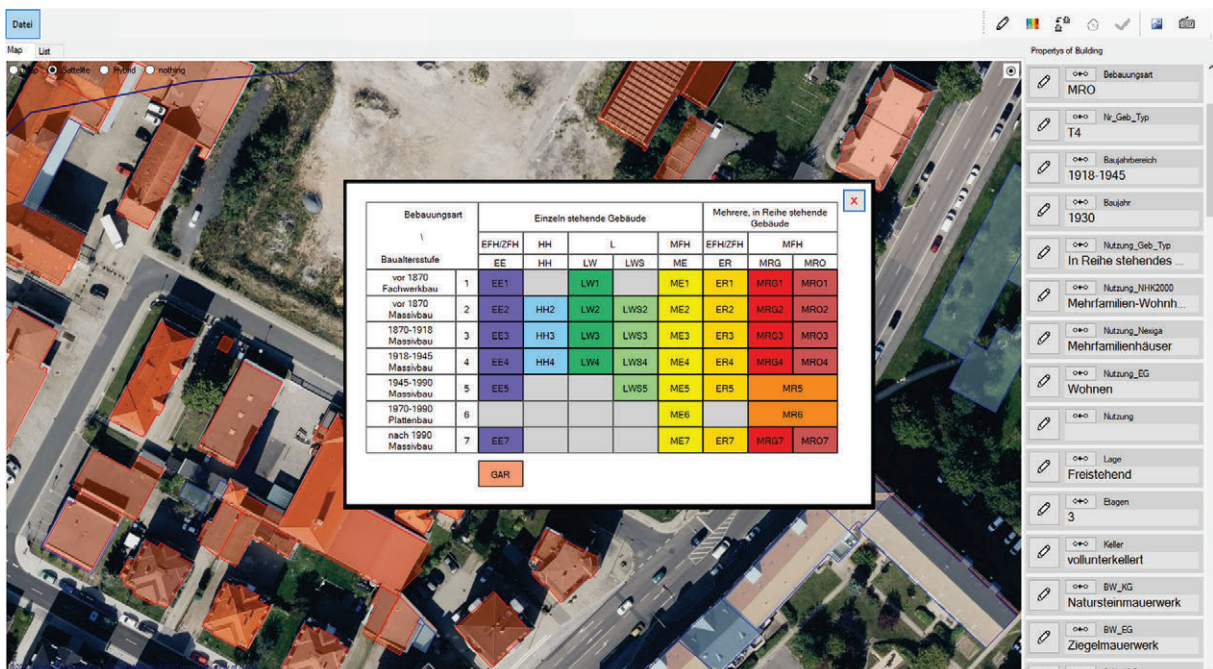 Datei
Map List
Sattelite Hybrid nothing
Bebauungsart
\
Baualtersstufe
Einzeln stehende Gebäude
Mehrere, in Reihe stehende
Gebäude
EFH/ZFH HH L MFH EFH/ZFH MFH
EE HH LW LWS ME ER MRG MRO
vor 1870
Fachwerkbau
1 EE1 LW1 ME1 ER1 MRG1 MRO1
vor 1870
Massivbau
2 EE2 HH2 LW2 LWS2 ME2 ER2 MRG2 MRO2
1870-1918
Massivbau
3 EE3 HH3 LW3 LWS3 ME3 ER3 MRG3 MRO3
1918-1945
Massivbau
4 EE4 HH4 LW4 LWS4 ME4 ER4 MRG4 MRO4
1945-1990
Massivbau
5 EE5 LWS5 ME5 ER5 MR5
1970-1990
Plattenbau
6 ME6 MR6
nach 1990
Massivbau
7 EE7 ME7 ER7 MRG7 MRO7
GAR
X
Propertys of Building
Bebauungsart
MRO
Nr_Geb_Typ
T4
Baujahrbereich
1918-1945
Baujahr
1930
Nutzung_Geb_Typ
In Reihe stehendes ...
Nutzung_NHK2000
Mehrfamilien-Wohnh...
Nutzung_Nexiga
Mehrfamilienhäuser
Nutzung_EG
Wohnen
Nutzung
Lage
Freistehend
Etagen
3
Keller
vollunterkellert
BW_KG
Natursteinmauerwerk
BW_EG
Ziegelmauerwerk